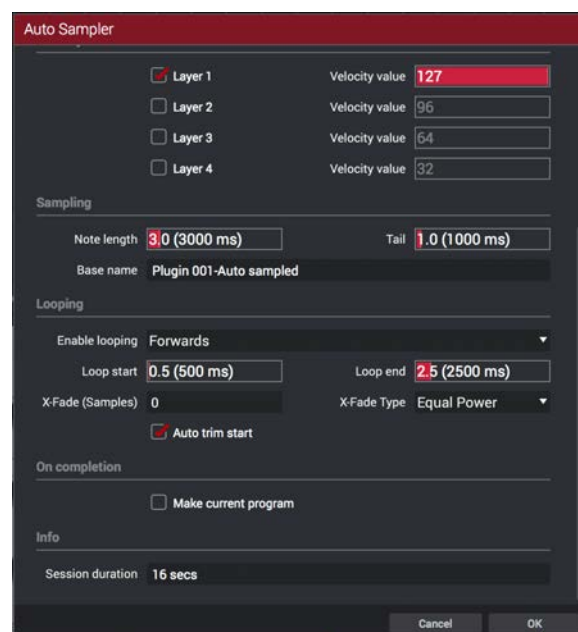 Auto Sampler
Layer 1 Velocity value 127
Layer 2 Velocity value 96
Layer 3 Velocity value 64
Layer 4 Velocity value 32
Sampling
Note length 3.0 (3000 ms) Tail 1.0 (1000 ms)
Base name Plugin 001-Auto sampled
Looping
Enable looping Forwards
Loop start 0.5 (500 ms) Loop end 2.5 (2500 ms)
X-Fade (Samples) 0 X-Fade Type Equal Power
Auto trim start
On completion
Make current program
Info
Session duration 16 secs
Cancel OK